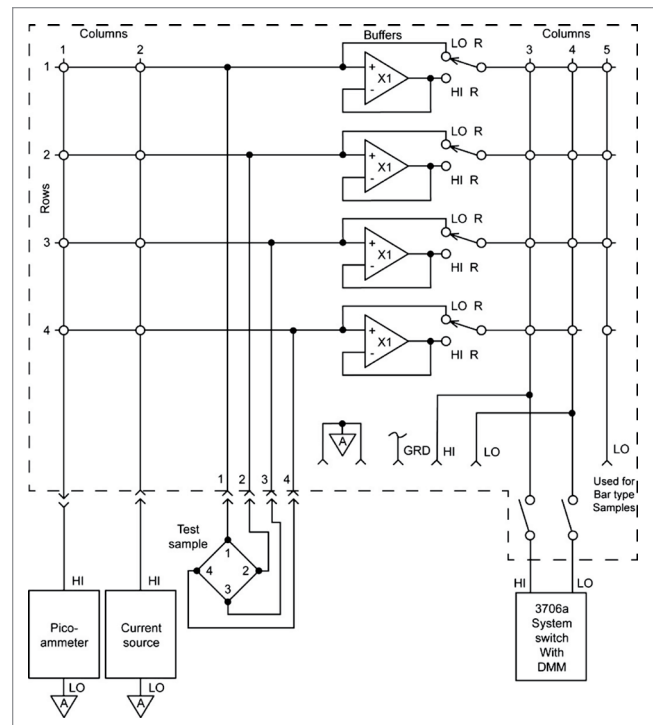 Columns Buffers Columns
1 2 3 4 5
LO R
1 + X1 -
HI R
LO R
2 + X1 -
HI R
Rows
LO R
3 + X1 -
HI R
LO R
4 + X1 -
HI R
A GRD HI LO LO
1 2 3 4
Used for
Bar type
Samples
Test
sample
1
4 2
3
HI HI HI LO
Pico-
ammeter
Current
source
3706a
System
switch
With
DMM
LO LO
A A